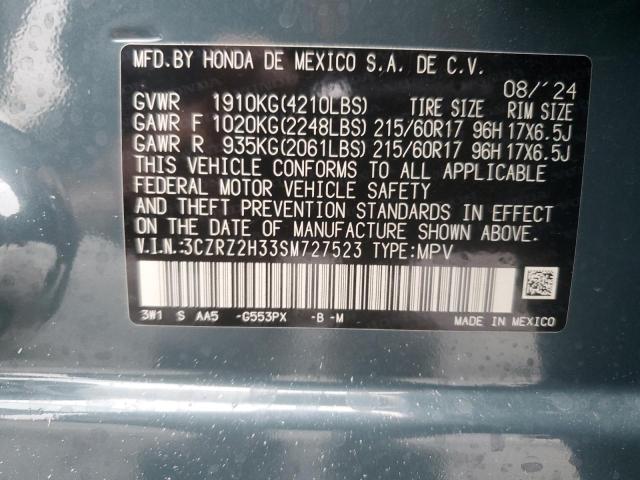 MFD.BY HONDA DE MEXICO S.A. DE C.V.
08/'24
GVWR 1910KG(4210LBS) TIRE SIZE RIM SIZE
GAWR F 1020KG(2248LBS) 215/60R17 96H 17X6.5J
GAWR R 935KG(2061LBS) 215/60R17 96H 17X6.5J
THIS VEHICLE CONFORMS TO ALL APPLICABLE
FEDERAL MOTOR VEHICLE SAFETY
AND THEFT PREVENTION STANDARDS IN EFFECT
ON THE DATE OF MANUFACTURE SHOWN ABOVE.
V.I.N.:3CZRZ2H33SM727523 TYPE:MPV
3W1 S AA5 -G553PX -B -M MADE IN MEXICO